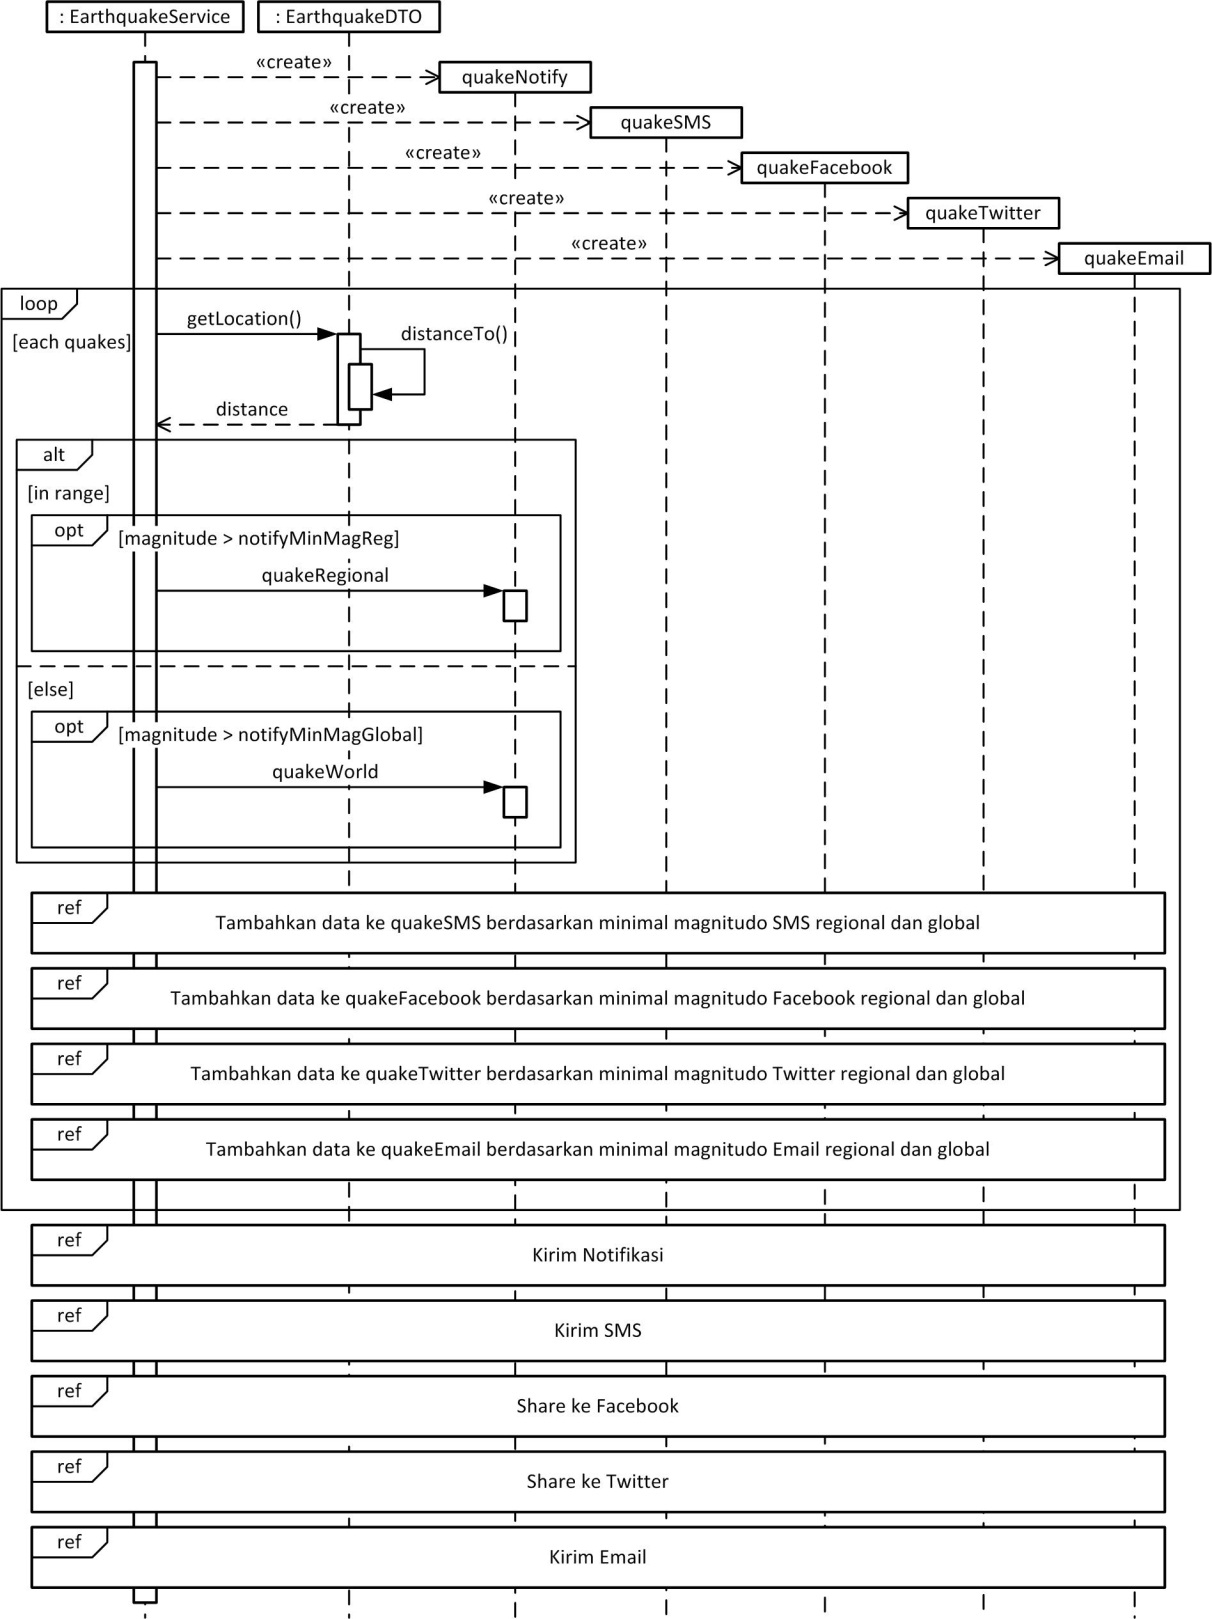 : EarthquakeService
: EarthquakeDTO
«create»
quakeNotify
«create»
quakeSMS
«create»
quakeFacebook
«create»
quakeTwitter
«create»
quakeEmail
loop
[each quakes]
getLocation()
distanceTo()
distance
alt
[in range]
opt
[magnitude > notifyMinMagReg]
quakeRegional
[else]
opt
[magnitude > notifyMinMagGlobal]
quakeWorld
ref
Tambahkan data ke quakeSMS berdasarkan minimal magnitudo SMS regional dan global
ref
Tambahkan data ke quakeFacebook berdasarkan minimal magnitudo Facebook regional dan global
ref
Tambahkan data ke quakeTwitter berdasarkan minimal magnitudo Twitter regional dan global
ref
Tambahkan data ke quakeEmail berdasarkan minimal magnitudo Email regional dan global
ref
Kirim Notifikasi
ref
Kirim SMS
ref
Share ke Facebook
ref
Share ke Twitter
ref
Kirim Email